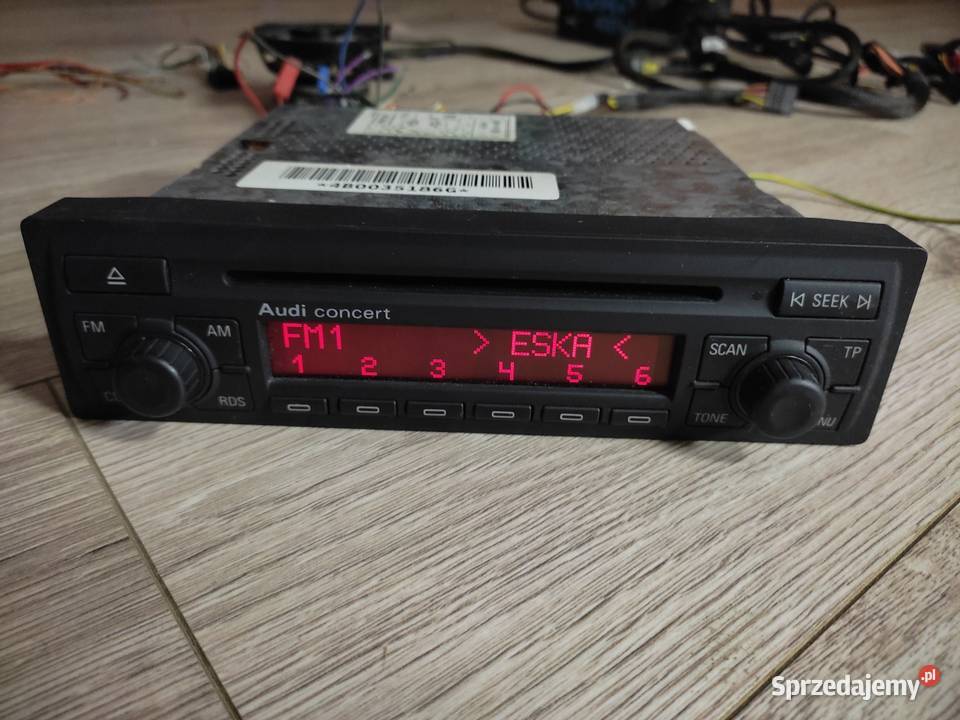 *4B0035186G*
SEEK
Audi concert
FM
AM
FM1 > ESKA <
1 2 3 4 5 6
SCAN
TP
RDS
TONE
Sprzedajemy.pl